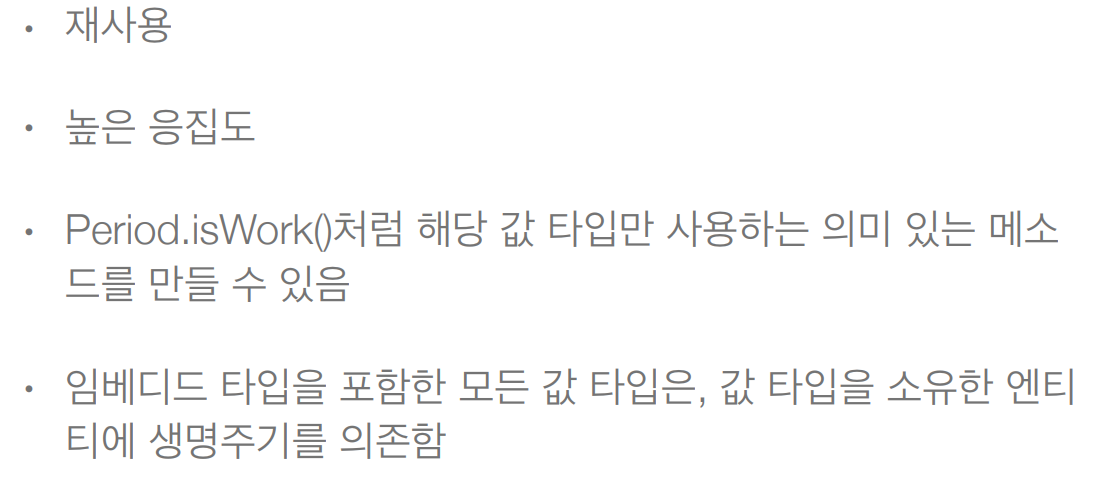 • 재사용
• 높은 응집도
• Period.isWork()처럼 해당 값 타입만 사용하는 의미 있는 메소
드를 만들 수 있음
• 임베디드 타입을 포함한 모든 값 타입은, 값 타입을 소유한 엔티
티에 생명주기를 의존함